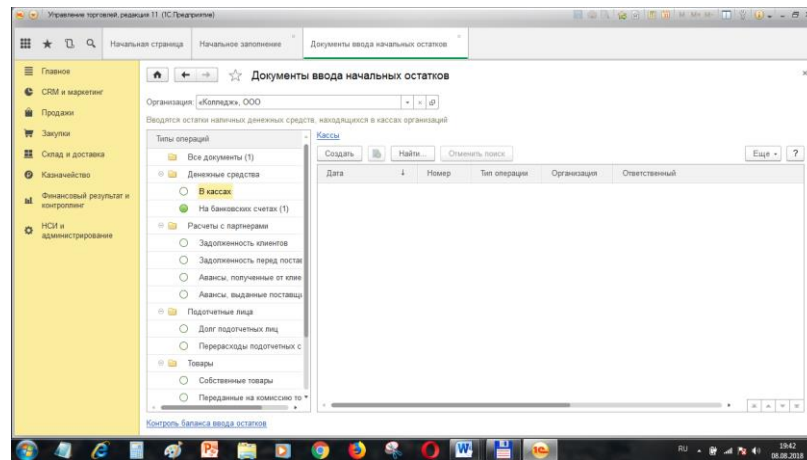 Управление торговлей, редакция 11 (1С:Предприятие)
M M+ M-
Начальная страница
Начальное заполнение
Документы ввода начальных остатков
Главное
CRM и маркетинг
Продажи
Закупки
Склад и доставка
Казначейство
Финансовый результат и
контроллинг
НСИ и
администрирование
Документы ввода начальных остатков
Организация: «Колледж», ООО
Вводятся остатки наличных денежных средств, находящихся в кассах организаций
Типы операций
Все документы (1)
Денежные средства
В кассах
На банковских счетах (1)
Расчеты с партнерами
Задолженность клиентов
Задолженность перед постав
Авансы, полученные от клие
Авансы, выданные поставщи
Подотчетные лица
Долг подотчетных лиц
Перерасходы подотчетных с
Товары
Собственные товары
Переданные на комиссию то
Кассы
Создать
Найти...
Отменить поиск
Еще
?
Дата
Номер
Тип операции
Организация
Ответственный
Контроль баланса ввода остатков
RU
19:42
08.08.2018